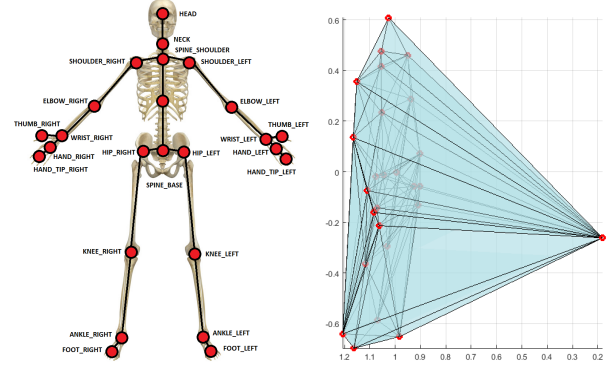 HEAD
NECK
SPINE_SHOULDER
SHOULDER_RIGHT
SHOULDER_LEFT
ELBOW_RIGHT
ELBOW_LEFT
THUMB_RIGHT
THUMB_LEFT
WRIST_RIGHT
WRIST_LEFT
HAND_RIGHT
HIP_RIGHT
HIP_LEFT
HAND_LEFT
HAND_TIP_RIGHT
HAND_TIP_LEFT
SPINE_BASE
KNEE_RIGHT
KNEE_LEFT
ANKLE_RIGHT
ANKLE_LEFT
FOOT_RIGHT
FOOT_LEFT
0.6
0.4
0.2
0
-0.2
-0.4
-0.6
1.2 1.1 1 0.9 0.8 0.7 0.6 0.5 0.4 0.3 0.2